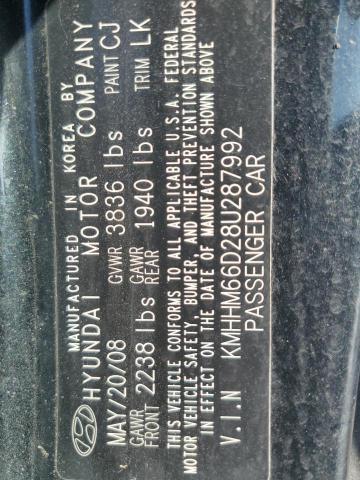 MANUFACTURED IN KOREA BY
HYUNDAI MOTOR COMPANY
MAY/20/08 GVWR 3836 lbs PAINT CJ
GAWR FRONT 2238 lbs GAWR REAR 1940 lbs TRIM LK
THIS VEHICLE CONFORMS TO ALL APPLICABLE U.S.A. FEDERAL
MOTOR VEHICLE SAFETY, BUMPER, AND THEFT PREVENTION STANDARDS
IN EFFECT ON THE DATE OF MANUFACTURE SHOWN ABOVE
V.I.N KMHHM66D28U287992
PASSENGER CAR